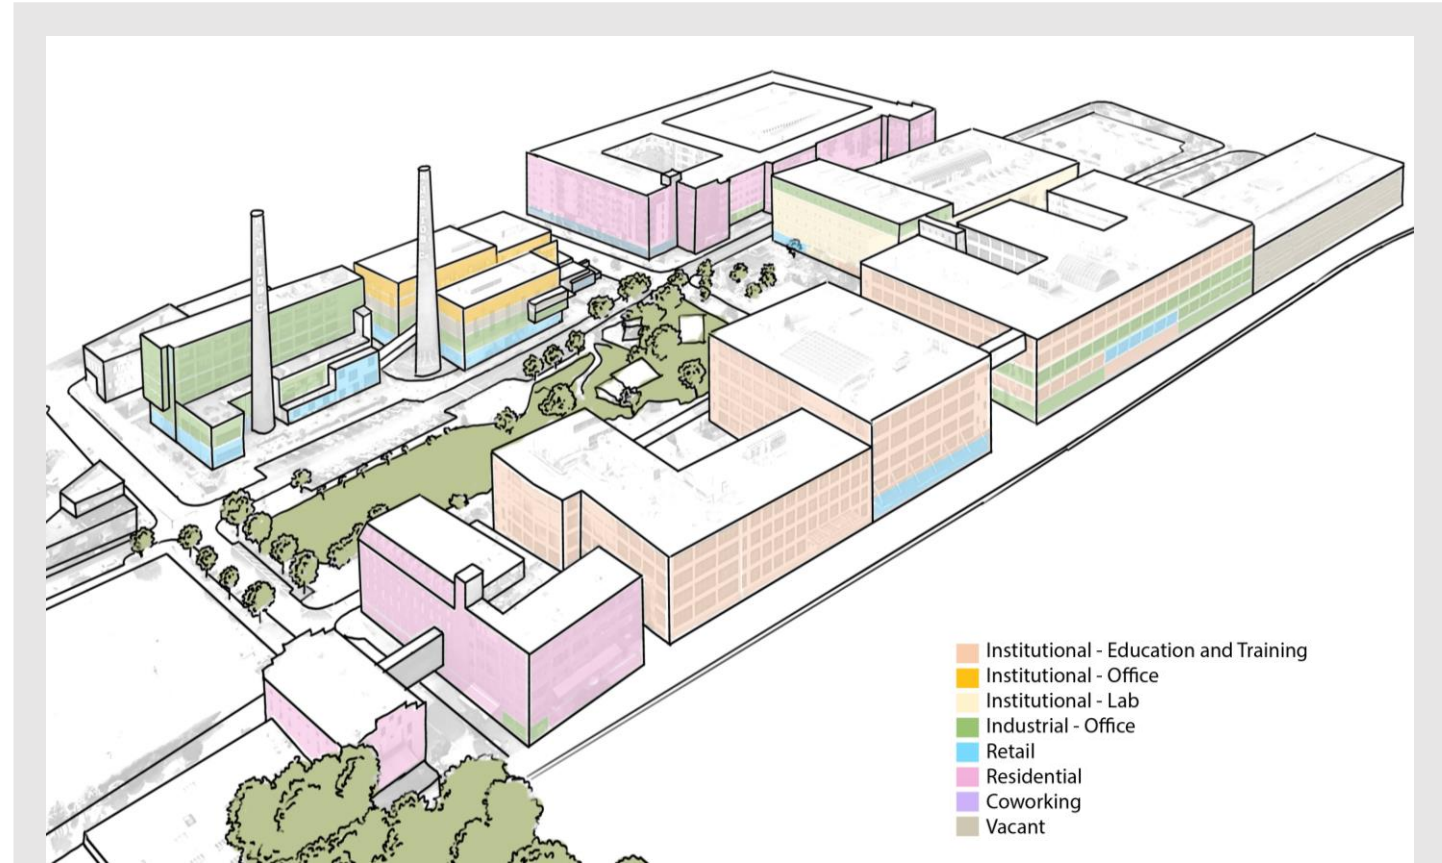 Institutional - Education and Training
Institutional - Office
Institutional - Lab
Industrial - Office
Retail
Residential
Coworking
Vacant